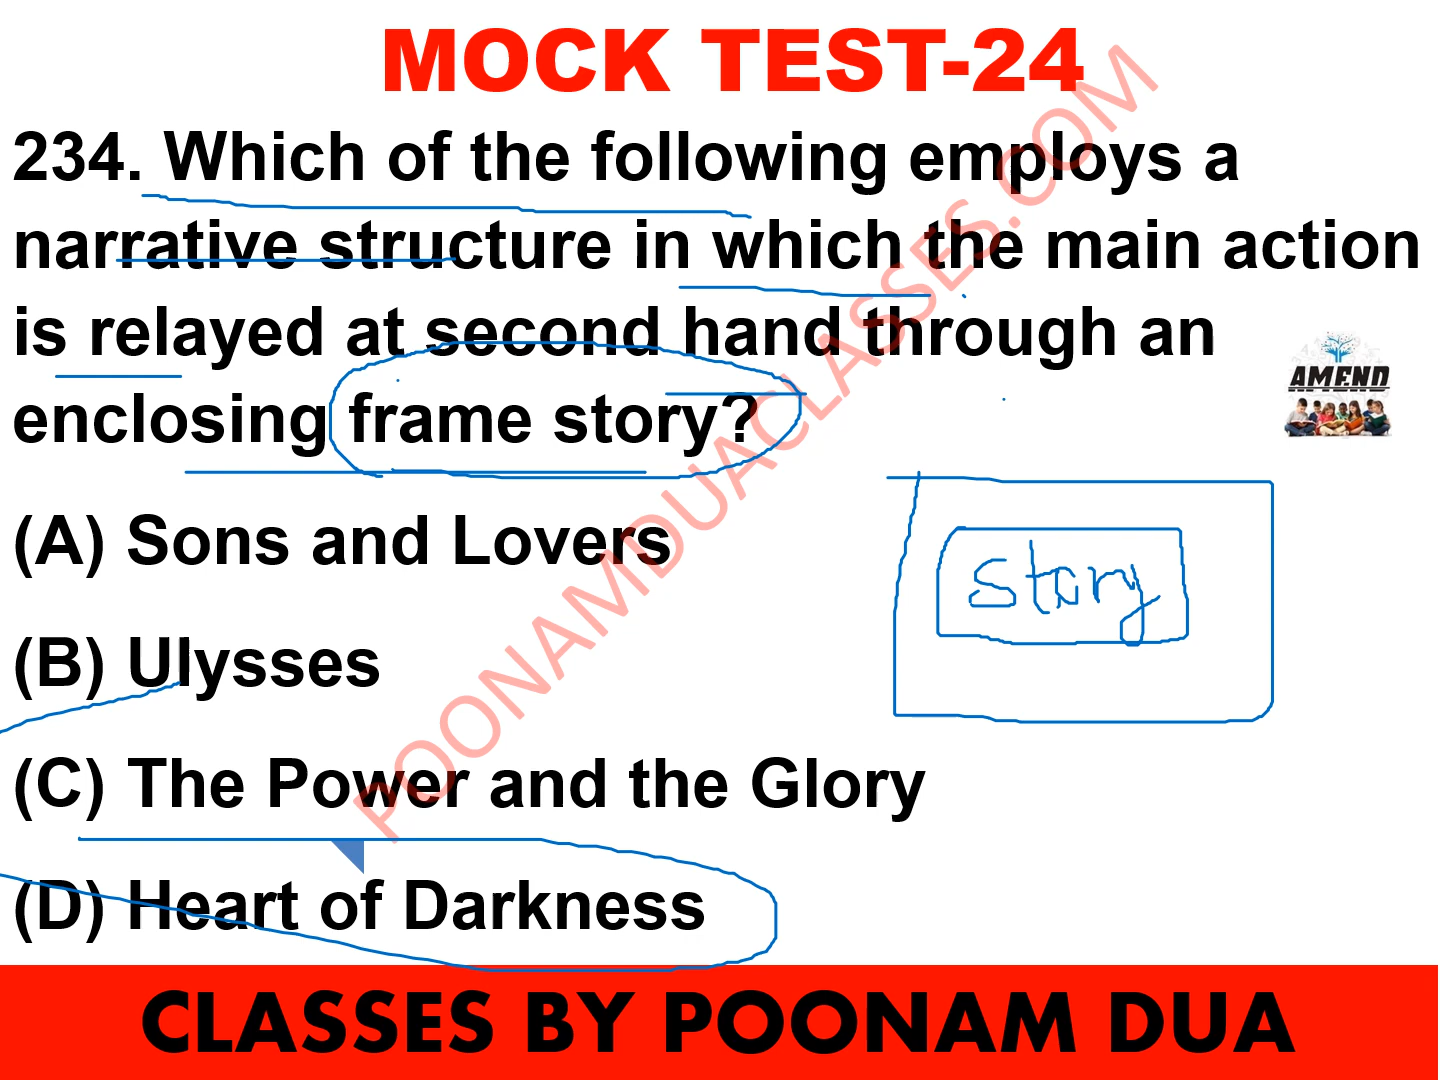 MOCK TEST-24
234. Which of the following employs a
narrative structure in which the main action
is relayed at second hand through an
enclosing frame story?
AMEND
(A) Sons and Lovers
Story
(B) Ulysses
(C) The Power and the Glory
(D) Heart of Darkness
POONAMDUACLASSES.COM
CLASSES BY POONAM DUA